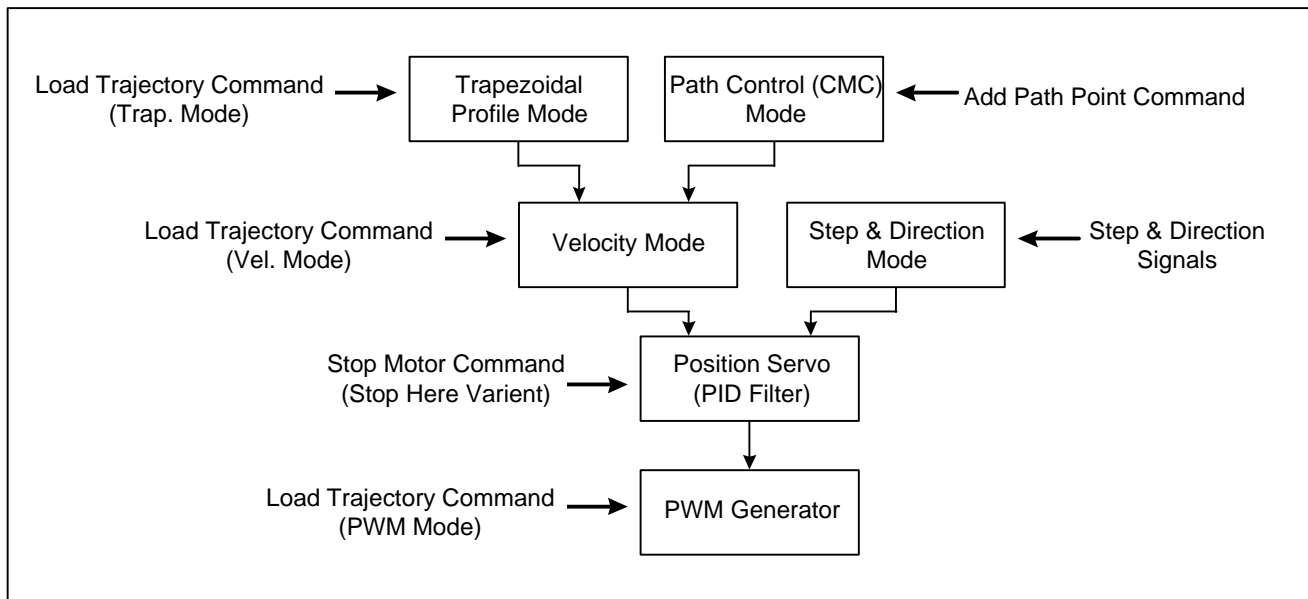 Load Trajectory Command
(Trap. Mode)
Trapezoidal
Profile Mode
Path Control (CMC)
Mode
Add Path Point Command
Load Trajectory Command
(Vel. Mode)
Velocity Mode
Step & Direction
Mode
Step & Direction
Signals
Stop Motor Command
(Stop Here Varient)
Position Servo
(PID Filter)
Load Trajectory Command
(PWM Mode)
PWM Generator